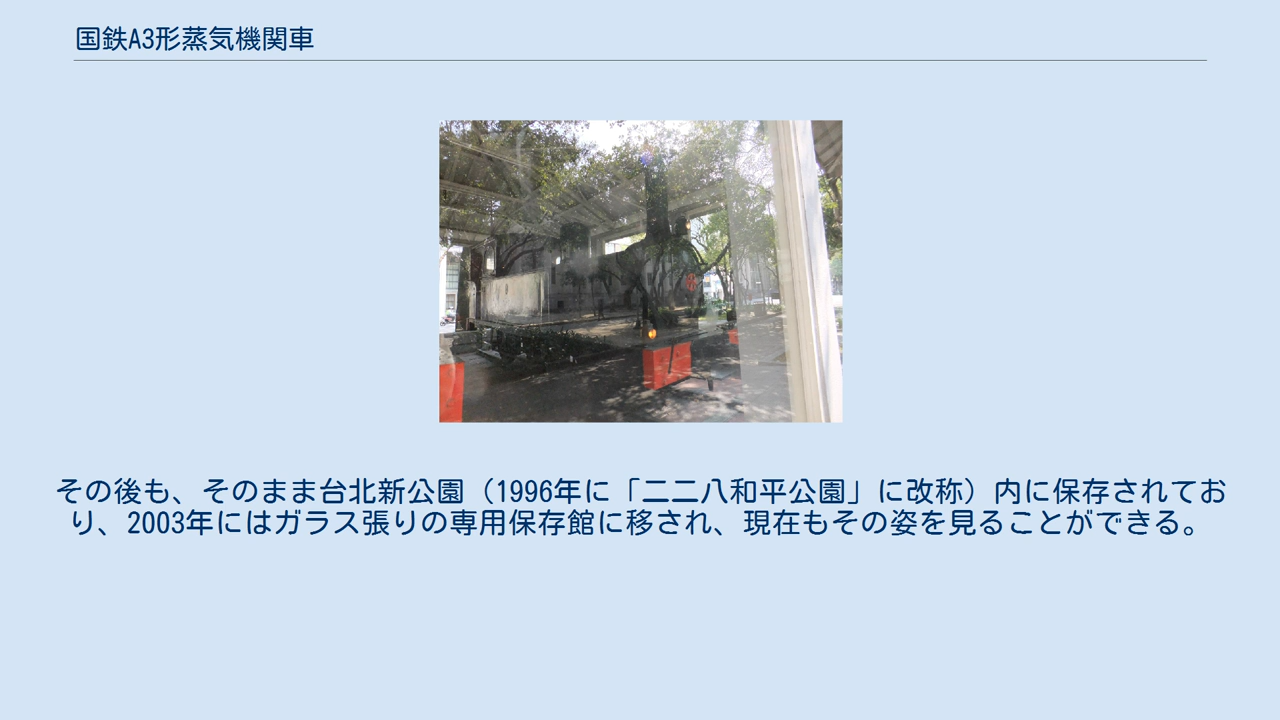 国鉄A3形蒸気機関車
その後も、そのまま台北新公園（1996年に「二二八和平公園」に改称）内に保存されてお
り、2003年にはガラス張りの専用保存館に移され、現在もその姿を見ることができる。